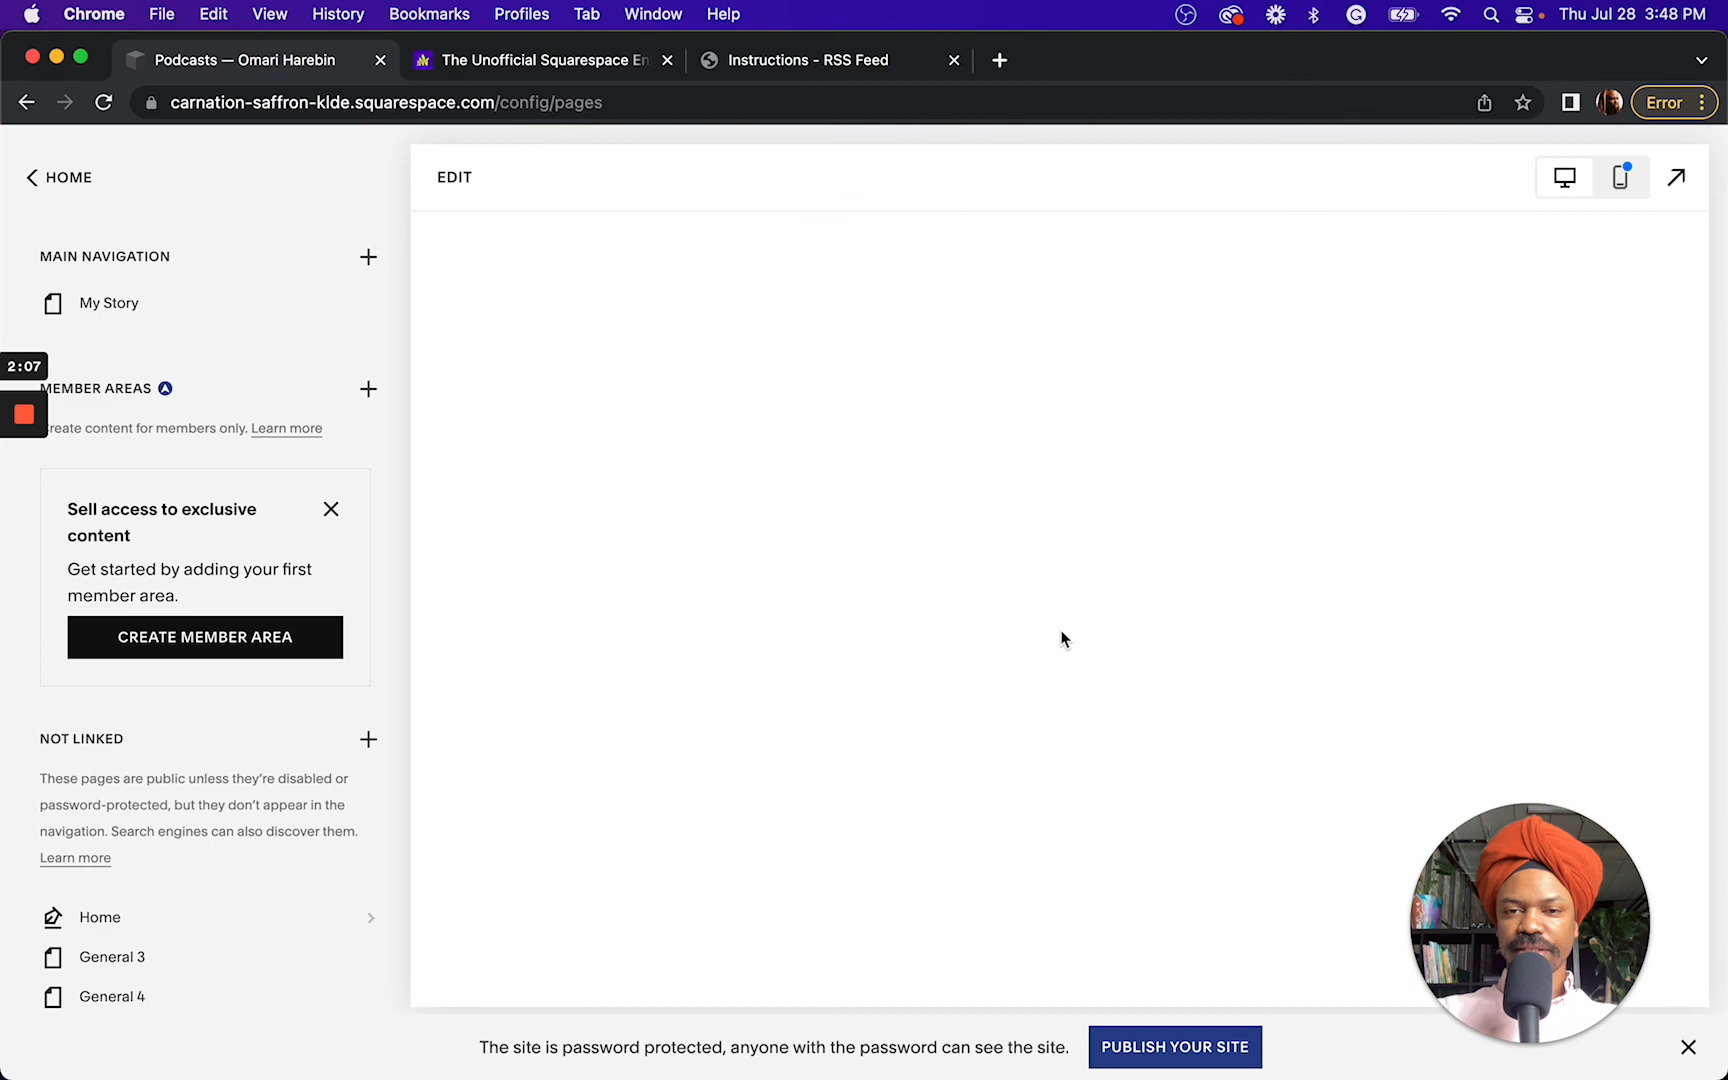 Chrome File Edit View History Bookmarks Profiles Tab Window Help Thu Jul 28 3:48 PM
Podcasts — Omari Harebin The Unofficial Squarespace En Instructions - RSS Feed
carnation-saffron-klde.squarespace.com/config/pages Error
HOME
EDIT
MAIN NAVIGATION
My Story
2:07
MEMBER AREAS
reate content for members only. Learn more
Sell access to exclusive
content
Get started by adding your first
member area.
CREATE MEMBER AREA
NOT LINKED
These pages are public unless they’re disabled or
password-protected, but they don’t appear in the
navigation. Search engines can also discover them.
Learn more
Home
General 3
General 4
The site is password protected, anyone with the password can see the site. PUBLISH YOUR SITE